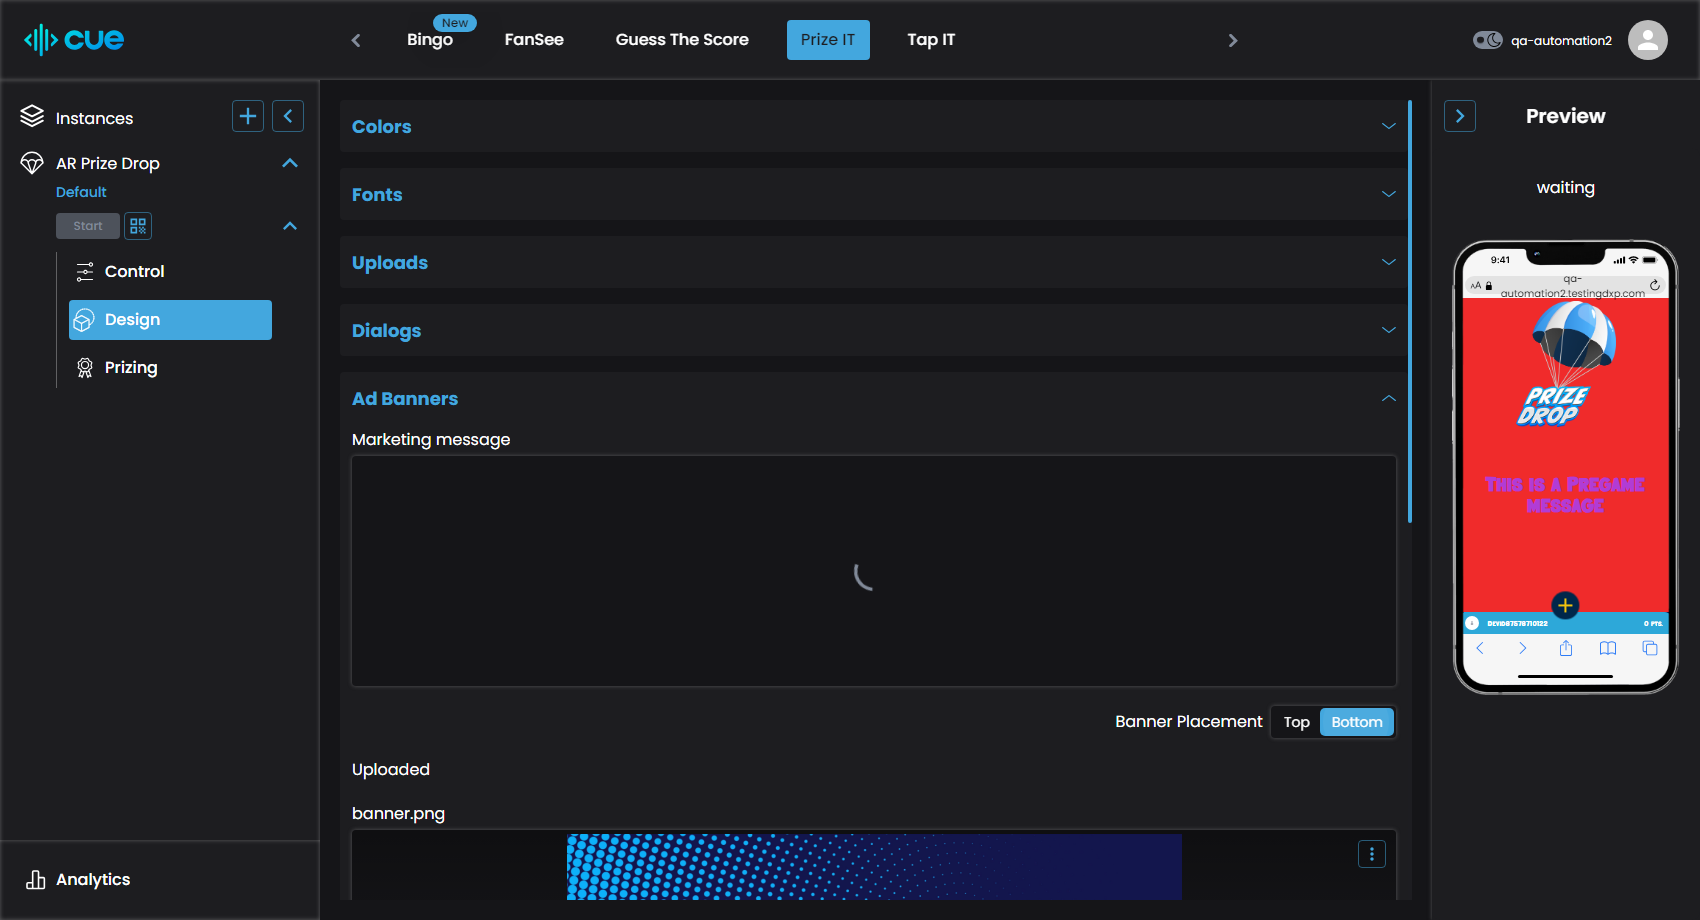 cue
New
Bingo
FanSee
Guess The Score
Prize IT
Tap IT
qa-automation2
Instances
AR Prize Drop
Default
Start
Control
Design
Prizing
Analytics
Colors
Fonts
Uploads
Dialogs
Ad Banners
Marketing message
Banner Placement
Top
Bottom
Uploaded
banner.png
Preview
waiting
9:41
AA
qa-
automation2.testingdxp.com
PRIZE
DROP
This is a Pregame
message
0 PTS.